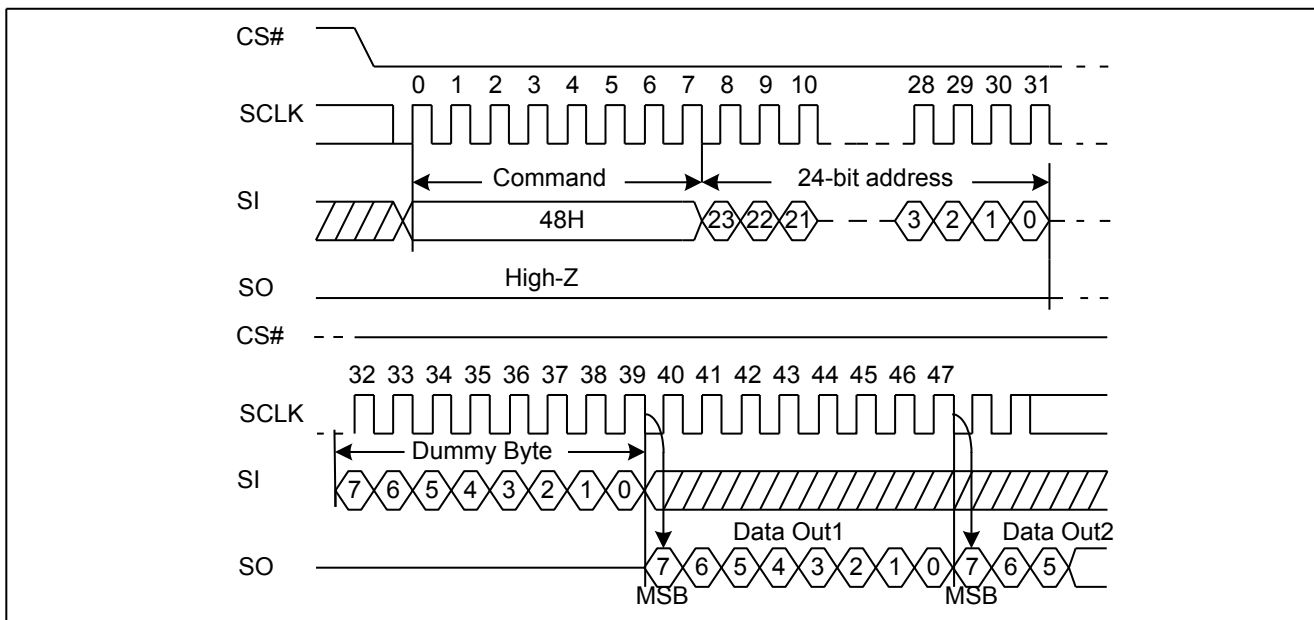 CS#
0 1 2 3 4 5 6 7 8 9 10 28 29 30 31
SCLK
Command 24-bit address
SI
48H 23 22 21 3 2 1 0
High-Z
SO
CS#
32 33 34 35 36 37 38 39 40 41 42 43 44 45 46 47
SCLK
Dummy Byte
SI
7 6 5 4 3 2 1 0
Data Out1 Data Out2
SO
7 6 5 4 3 2 1 0 7 6 5
MSB MSB